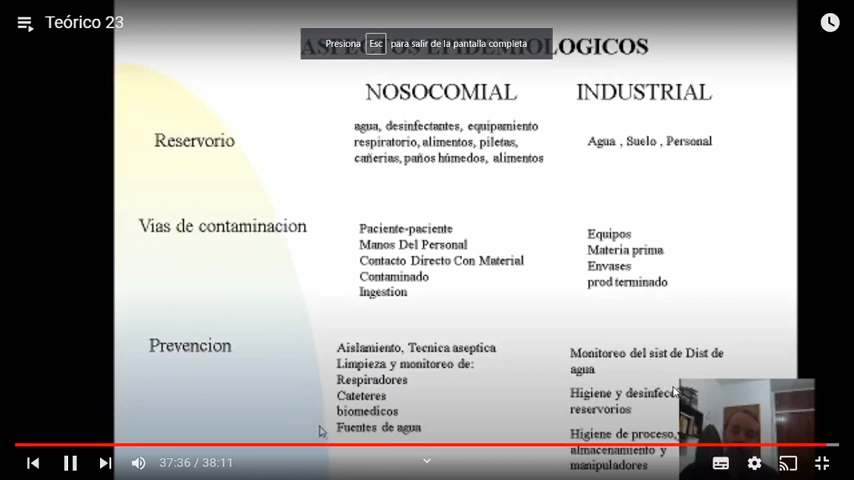 Teórico 23
Presiona Esc para salir de la pantalla completa
ASPECTOS EPIDEMIOLOGICOS
NOSOCOMIAL
INDUSTRIAL
Reservorio
agua, desinfectantes, equipamiento
respiratorio, alimentos, piletas,
cañerias, paños húmedos, alimentos
Agua , Suelo , Personal
Vias de contaminacion
Paciente-paciente
Manos Del Personal
Contacto Directo Con Material
Contaminado
Ingestion
Equipos
Materia prima
Envases
prod terminado
Prevencion
Aislamiento, Tecnica aseptica
Limpieza y monitoreo de:
Respiradores
Cateteres
biomedicos
Fuentes de agua
Monitoreo del sist de Dist de
agua
Higiene y desinfecc
reservorios
Higiene de proceso,
almacenamiento y
manipuladores
37:36 / 38:11